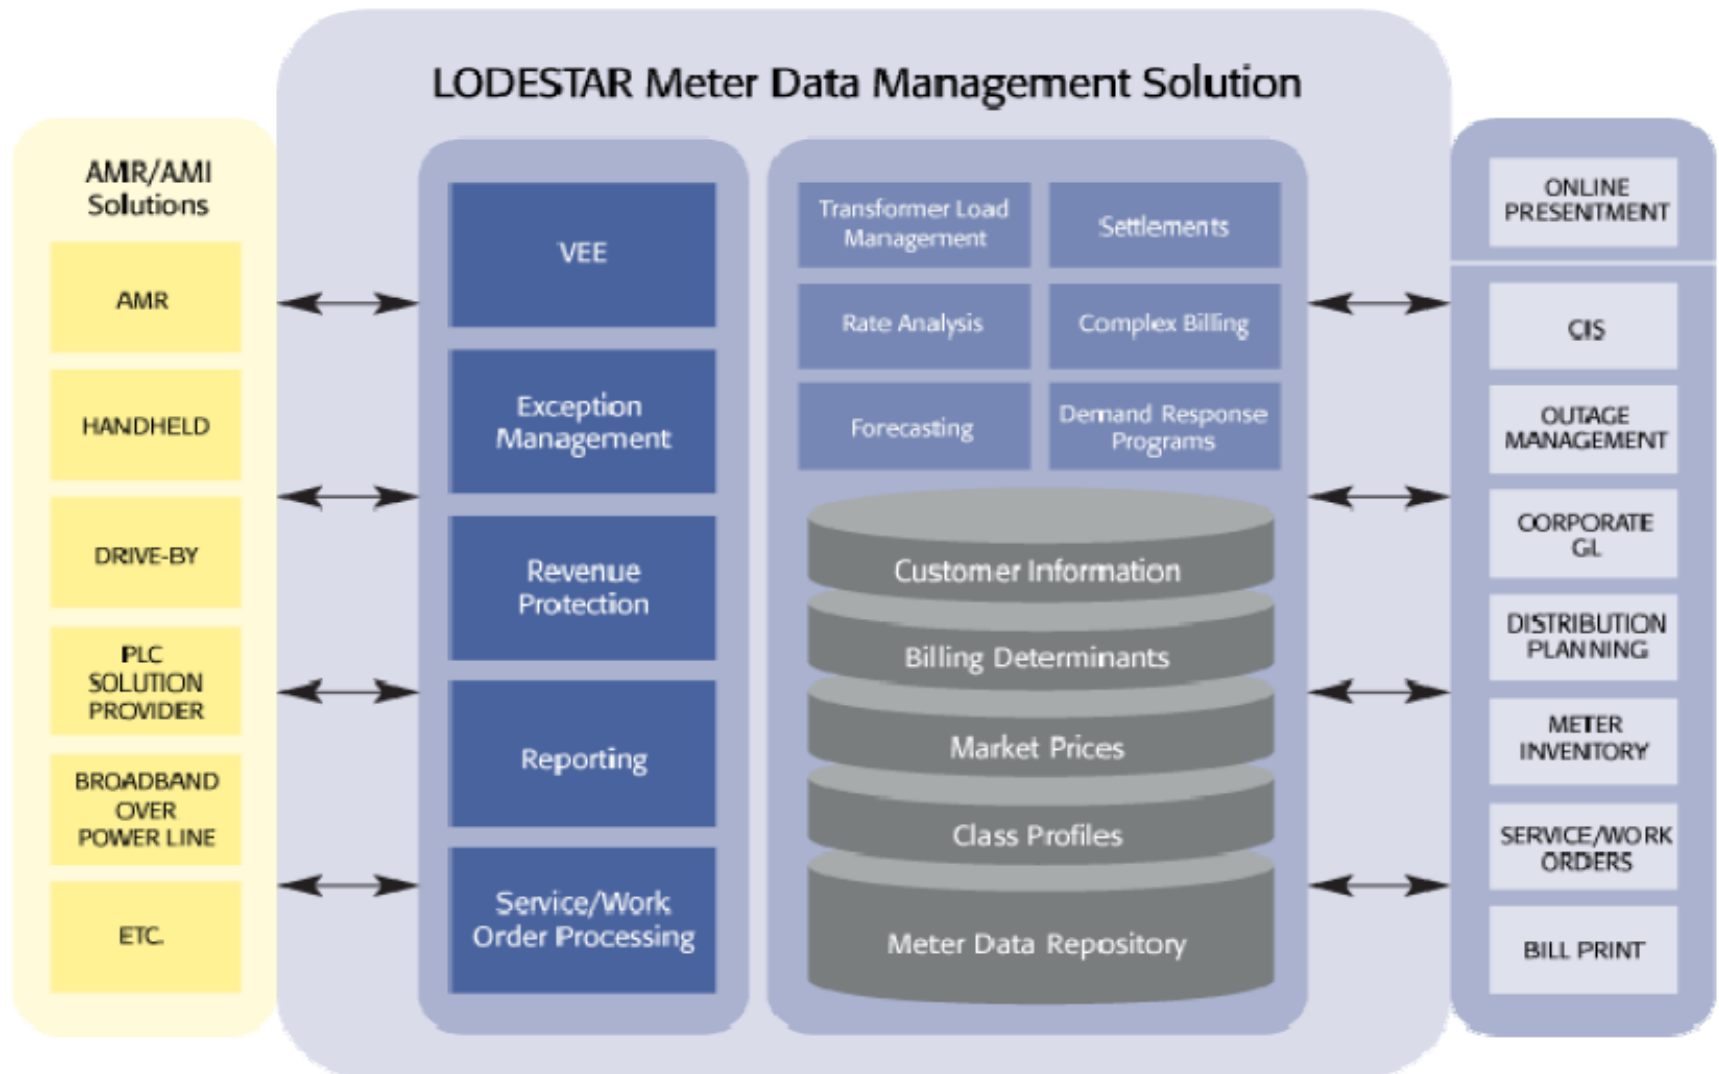 LODESTAR Meter Data Management Solution
AMR/AMI
Solutions
AMR
HANDHELD
DRIVE-BY
PLC
SOLUTION
PROVIDER
BROADBAND
OVER
POWER LINE
ETC.
VEE
Exception
Management
Revenue
Protection
Reporting
Service/Work
Order Processing
Transformer Load
Management
Settlements
Rate Analysis
Complex Billing
Forecasting
Demand Response
Programs
Customer Information
Billing Determinants
Market Prices
Class Profiles
Meter Data Repository
ONLINE
PRESENTMENT
CIS
OUTAGE
MANAGEMENT
CORPORATE
GL
DISTRIBUTION
PLANNING
METER
INVENTORY
SERVICE/WORK
ORDERS
BILL PRINT